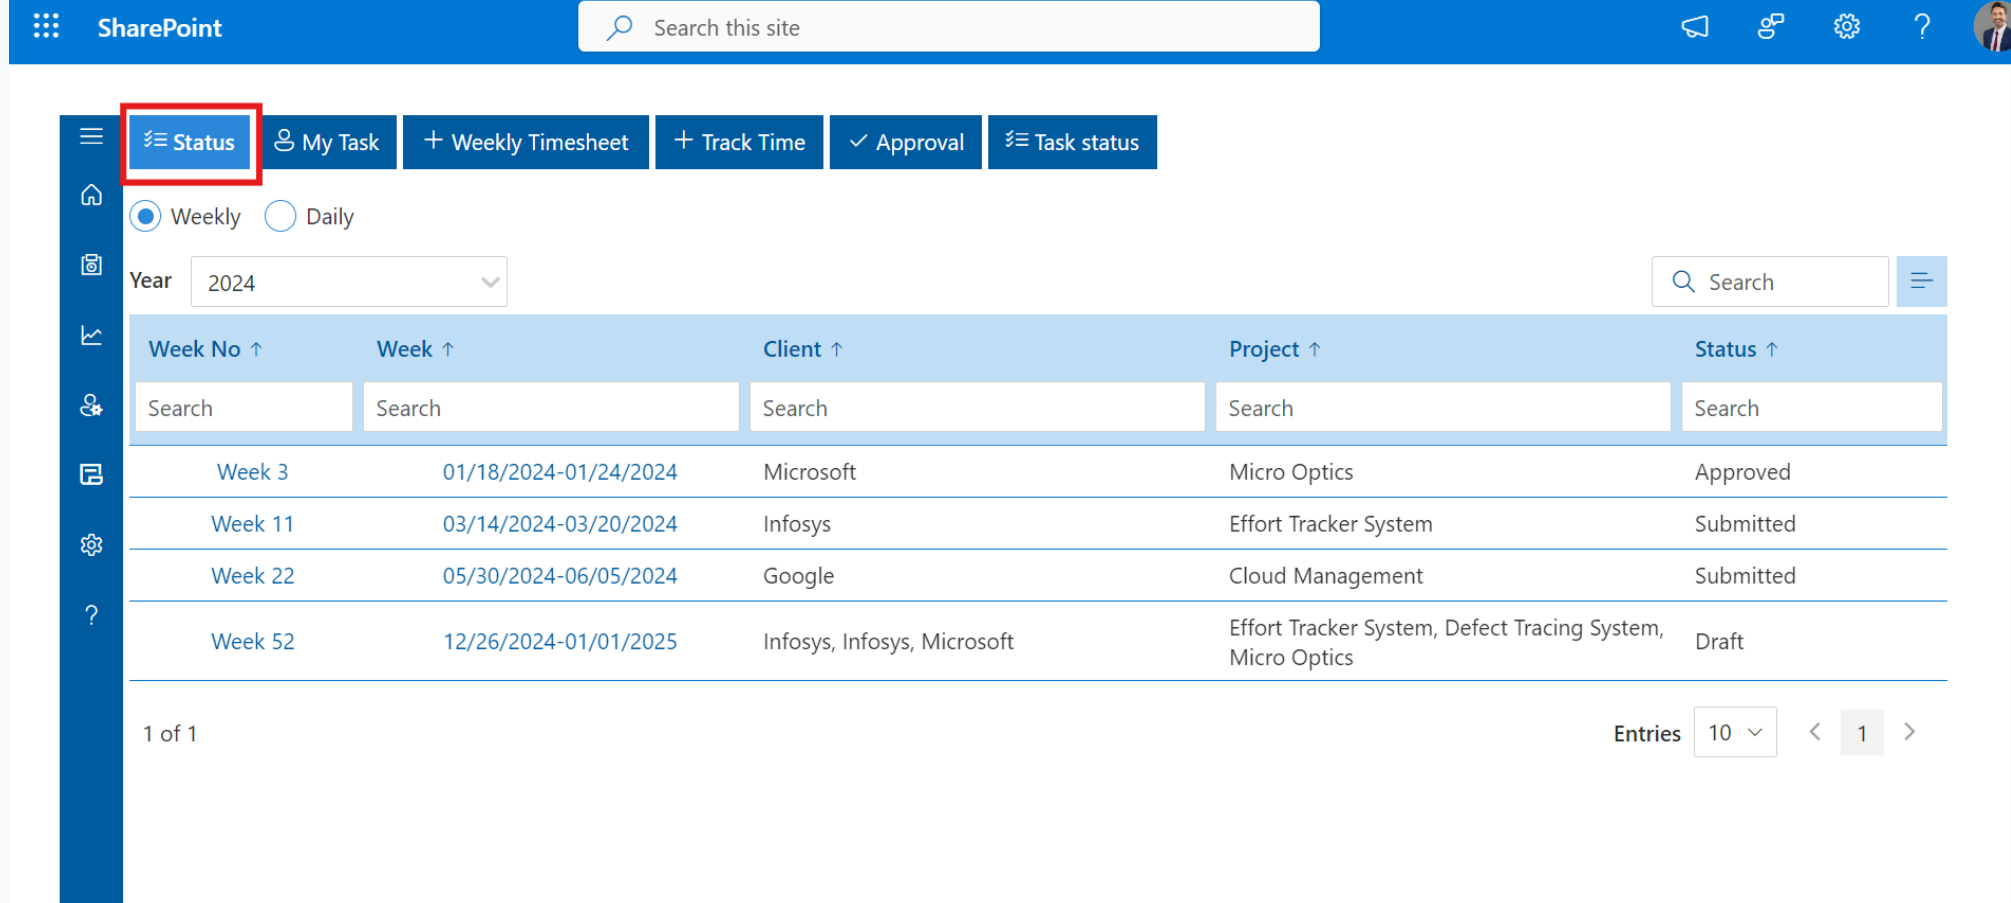 SharePoint Search this site ?
Status My Task + Weekly Timesheet + Track Time Approval Task status
Weekly Daily
Year 2024 Search
Week No ↑ Week ↑ Client ↑ Project ↑ Status ↑
Search Search Search Search Search
Week 3 01/18/2024-01/24/2024 Microsoft Micro Optics Approved
Week 11 03/14/2024-03/20/2024 Infosys Effort Tracker System Submitted
Week 22 05/30/2024-06/05/2024 Google Cloud Management Submitted
?
Week 52 12/26/2024-01/01/2025 Infosys, Infosys, Microsoft Effort Tracker System, Defect Tracing System, Draft
Micro Optics
1 of 1 Entries 10 < 1 >